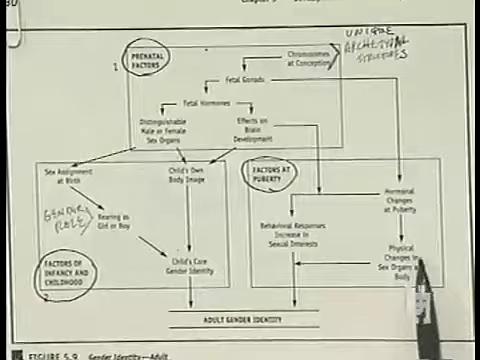 UNIQUE
ARCHETYPAL
STRUCTURES
1
PRENATAL
FACTORS
Chromosomes
at Conception
Fetal Gonads
Fetal Hormones
Distinguishable
Male or Female
Sex Organs
Effects on
Brain
Development
Sex Assignment
at Birth
Child's Own
Body Image
FACTORS AT
PUBERTY
Hormonal
Changes
at Puberty
GENDER
ROLE
Rearing as
Girl or Boy
Behavioral Responses
Increase in
Sexual Interests
Physical
Changes in
Sex Organs
Body
FACTORS OF
INFANCY AND
CHILDHOOD
2
Child's Core
Gender Identity
ADULT GENDER IDENTITY
FIGURE 5.9 Gender Identity—Adult